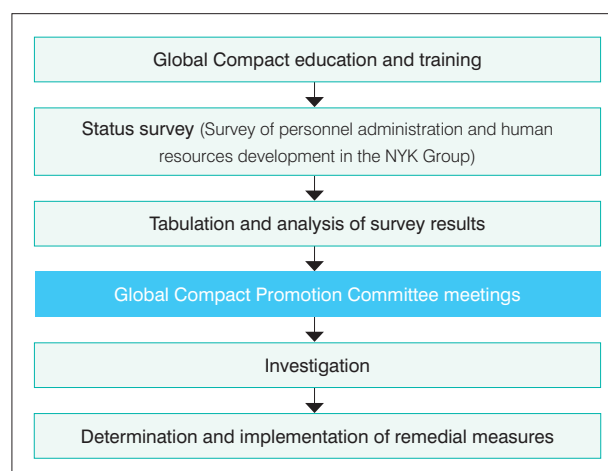 Global Compact education and training
Status survey (Survey of personnel administration and human
resources development in the NYK Group)
Tabulation and analysis of survey results
Global Compact Promotion Committee meetings
Investigation
Determination and implementation of remedial measures